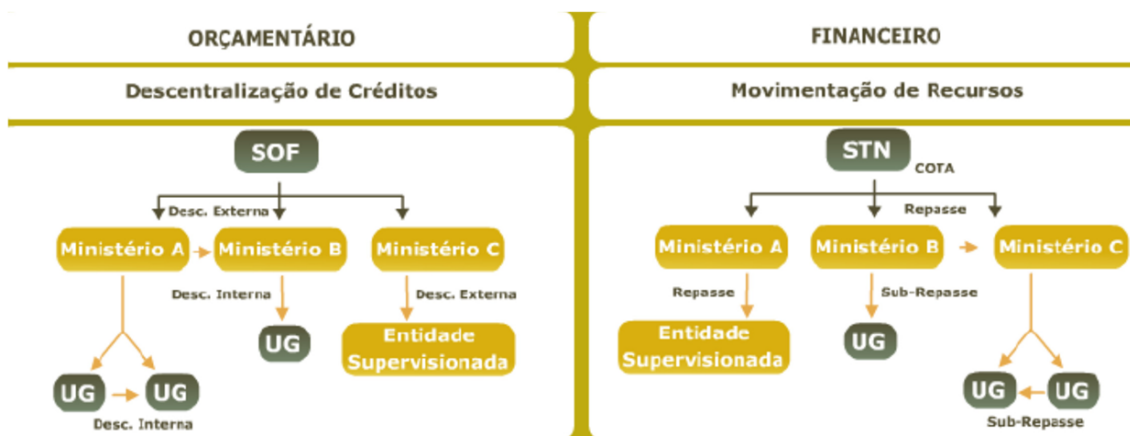 ORÇAMENTÁRIO
Descentralização de Créditos
SOF
Desc. Externa
Ministério A
Ministério B
Ministério C
Desc. Interna
Desc. Externa
UG
Entidade
Supervisionada
UG
UG
Desc. Interna
FINANCEIRO
Movimentação de Recursos
STN
COTA
Repasse
Ministério A
Ministério B
Ministério C
Repasse
Sub-Repasse
Entidade
Supervisionada
UG
UG
UG
Sub-Repasse